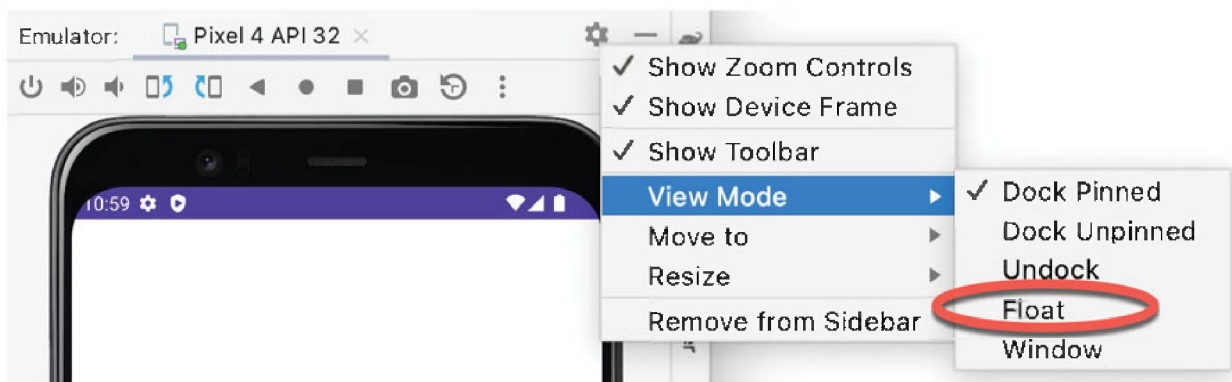 Emulator: Pixel 4 API 32
Show Zoom Controls
Show Device Frame
Show Toolbar
View Mode
Move to
Resize
Remove from Sidebar
10:59
Dock Pinned
Dock Unpinned
Undock
Float
Window